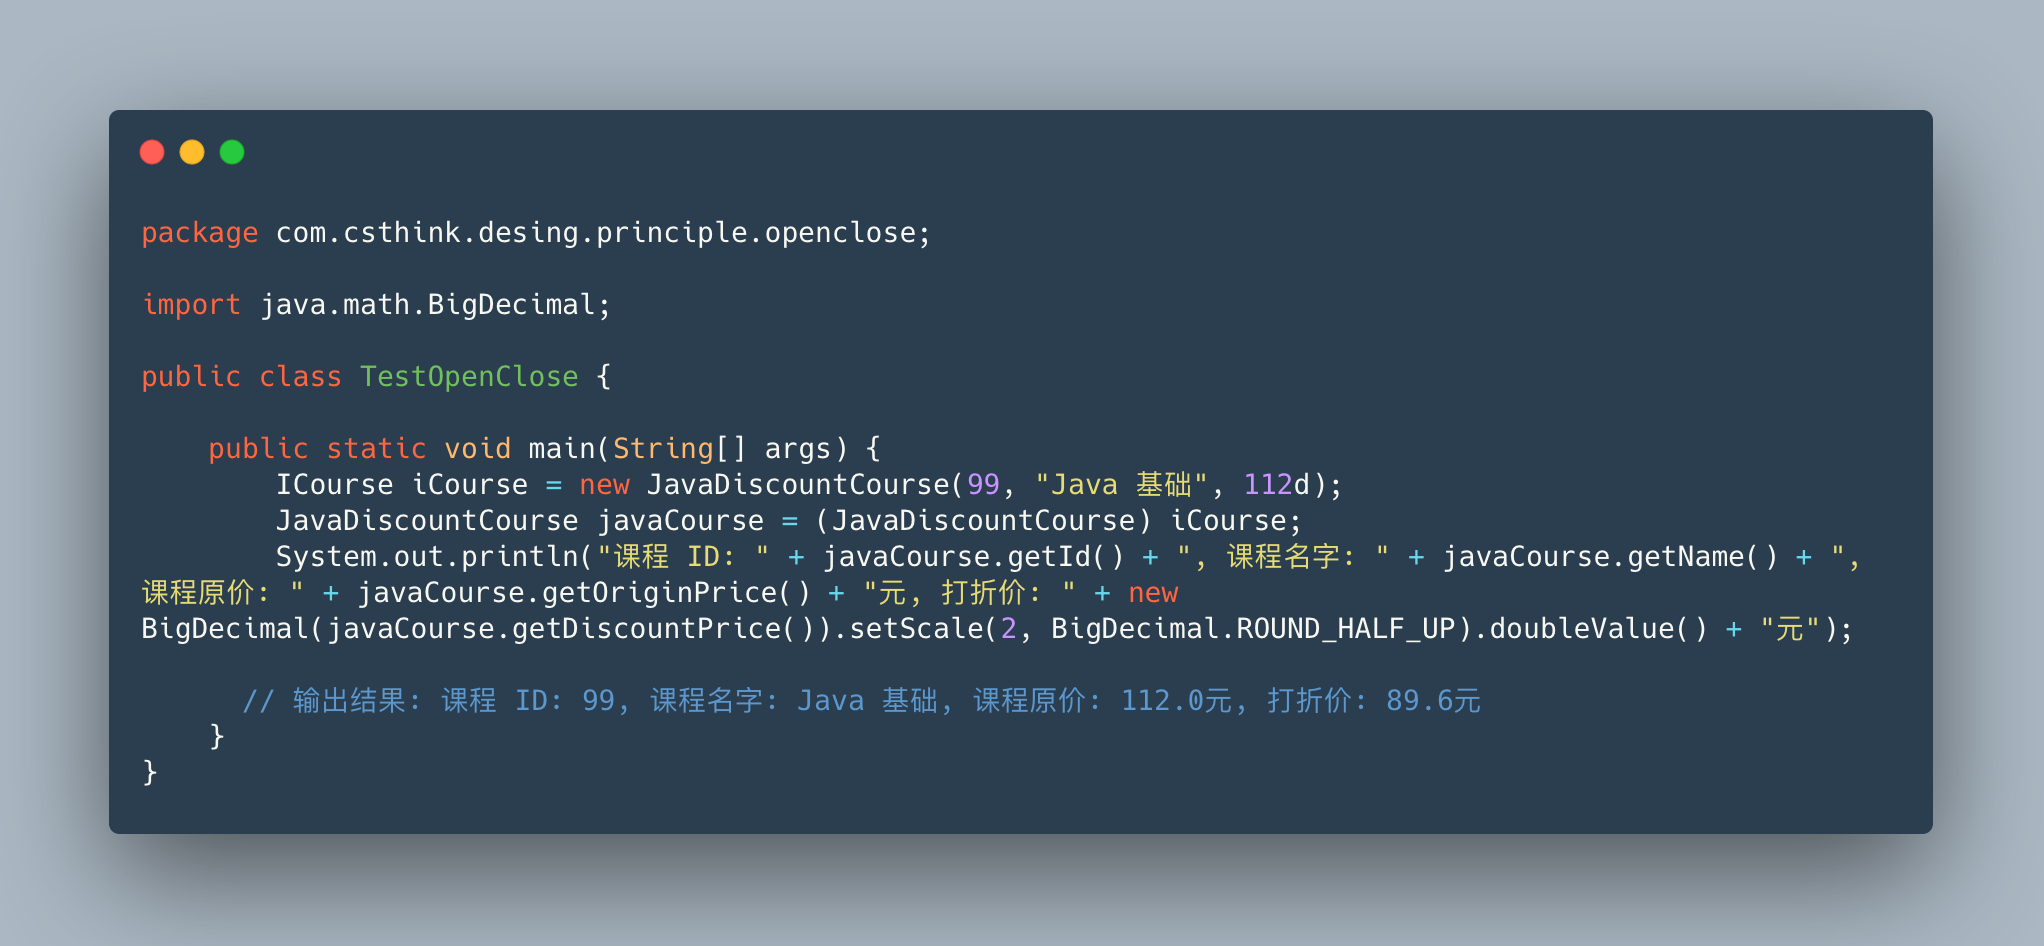 package com.csthink.desing.principle.openclose;
import java.math.BigDecimal;
public class TestOpenClose {
    public static void main(String[] args) {
        ICourse iCourse = new JavaDiscountCourse(99, "Java 基础", 112d);
        JavaDiscountCourse javaCourse = (JavaDiscountCourse) iCourse;
        System.out.println("课程 ID: " + javaCourse.getId() + ", 课程名字: " + javaCourse.getName() + ",
课程原价: " + javaCourse.getOriginPrice() + "元, 打折价: " + new
BigDecimal(javaCourse.getDiscountPrice()).setScale(2, BigDecimal.ROUND_HALF_UP).doubleValue() + "元");
      // 输出结果: 课程 ID: 99, 课程名字: Java 基础, 课程原价: 112.0元, 打折价: 89.6元
    }
}